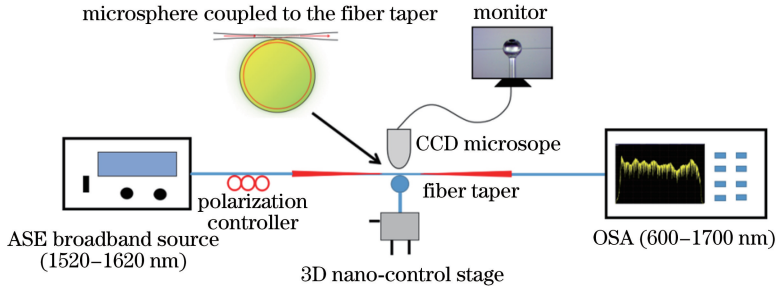 microsphere coupled to the fiber taper
monitor
CCD microsope
fiber taper
polarization
controller
ASE broadband source
(1520–1620 nm)
OSA (600–1700 nm)
3D nano-control stage